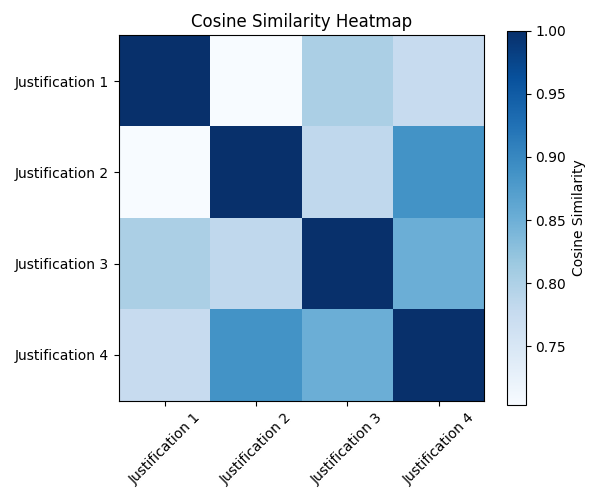 Cosine Similarity Heatmap
Justification 1
Justification 2
Justification 3
Justification 4
Justification 1
Justification 2
Justification 3
Justification 4
1.00
0.95
0.90
0.85
0.80
0.75
Cosine Similarity